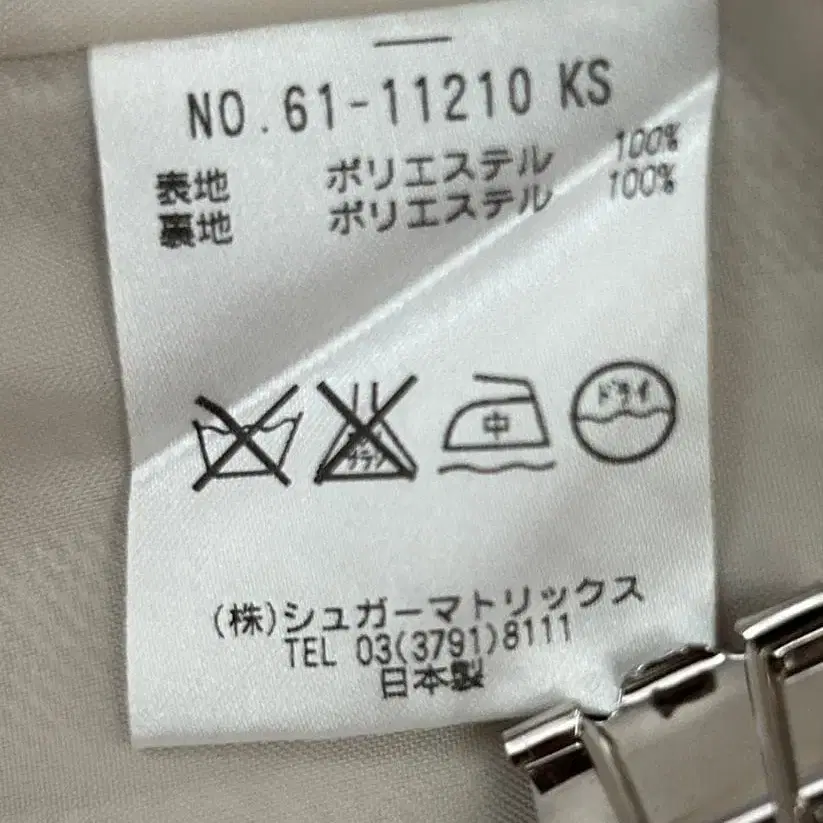 NO.61-11210 KS
表地 ポリエステル 100%
裏地 ポリエステル 100%
中
ドライ
(株)シュガーマトリックス
TEL 03(3791)8111
日本製